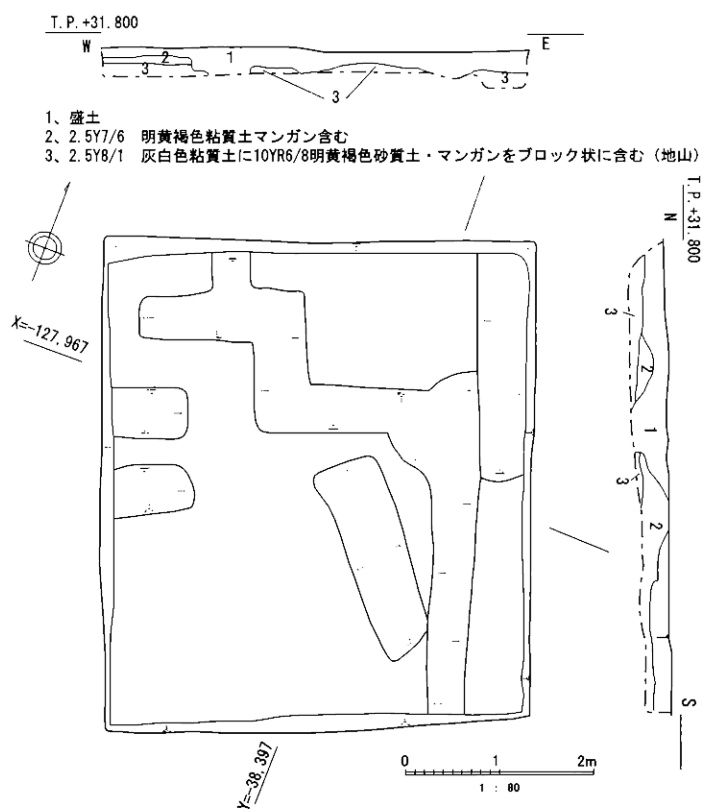 T.P.+31.800
W
E
2
1
3
3
3
1、盛土
2、2.5Y7/6 明黄褐色粘質土マンガン含む
3、2.5Y8/1 灰白色粘質土に10YR6/8明黄褐色砂質土・マンガンをブロック状に含む（地山）
T.P.+31.800
N
3
2
1
3
2
S
X=-127.967
Y=-38.397
0 1 2m
1 : 80